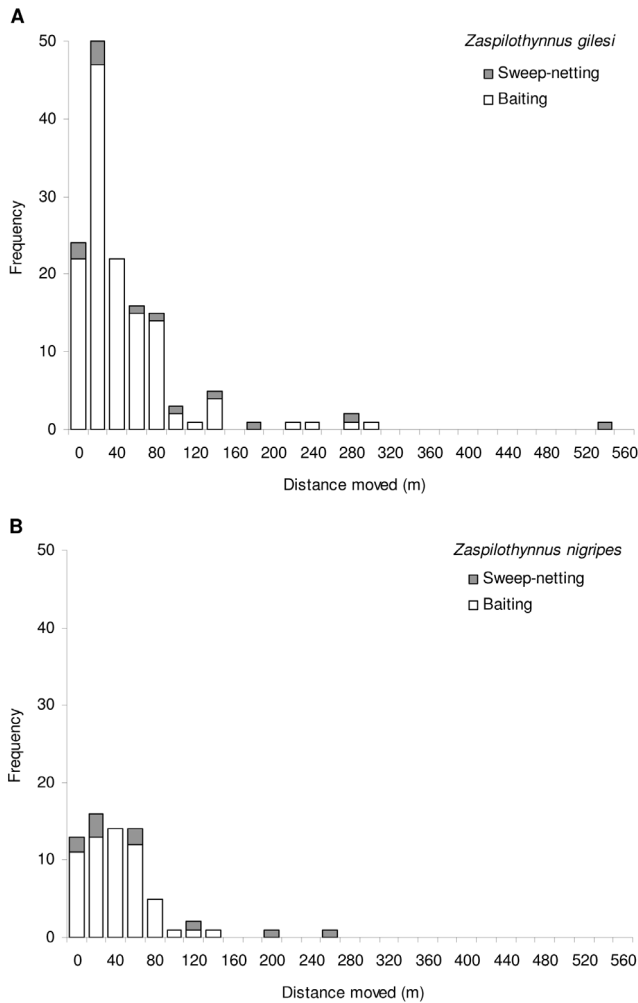 A
Zaspilothynnus gilesi
Sweep-netting
Baiting
Frequency
50
40
30
20
10
0
0 40 80 120 160 200 240 280 320 360 400 440 480 520 560
Distance moved (m)
B
Zaspilothynnus nigripes
Sweep-netting
Baiting
Frequency
50
40
30
20
10
0
0 40 80 120 160 200 240 280 320 360 400 440 480 520 560
Distance moved (m)